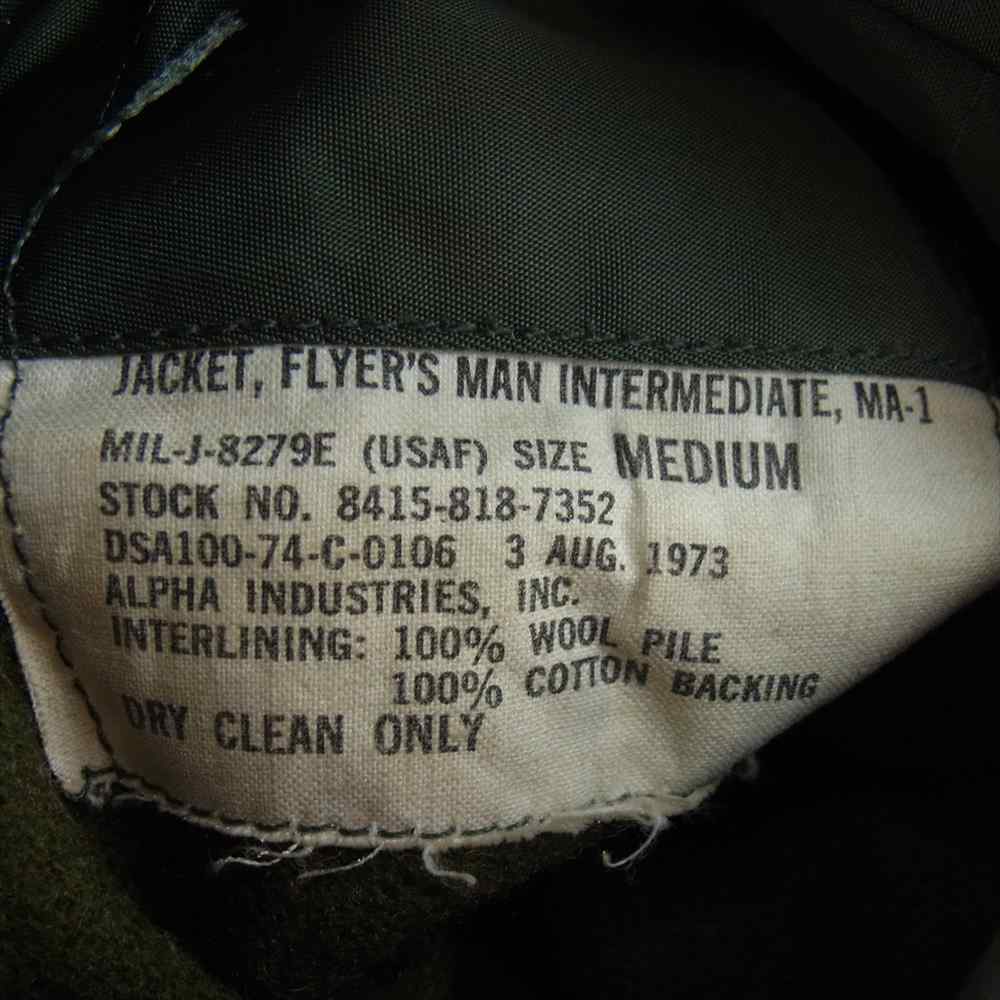 JACKET, FLYER'S MAN INTERMEDIATE, MA-1
MIL-J-8279E (USAF) SIZE MEDIUM
STOCK NO. 8415-818-7352
DSA100-74-C-0106 3 AUG. 1973
ALPHA INDUSTRIES, INC.
INTERLINING: 100% WOOL PILE
100% COTTON BACKING
DRY CLEAN ONLY